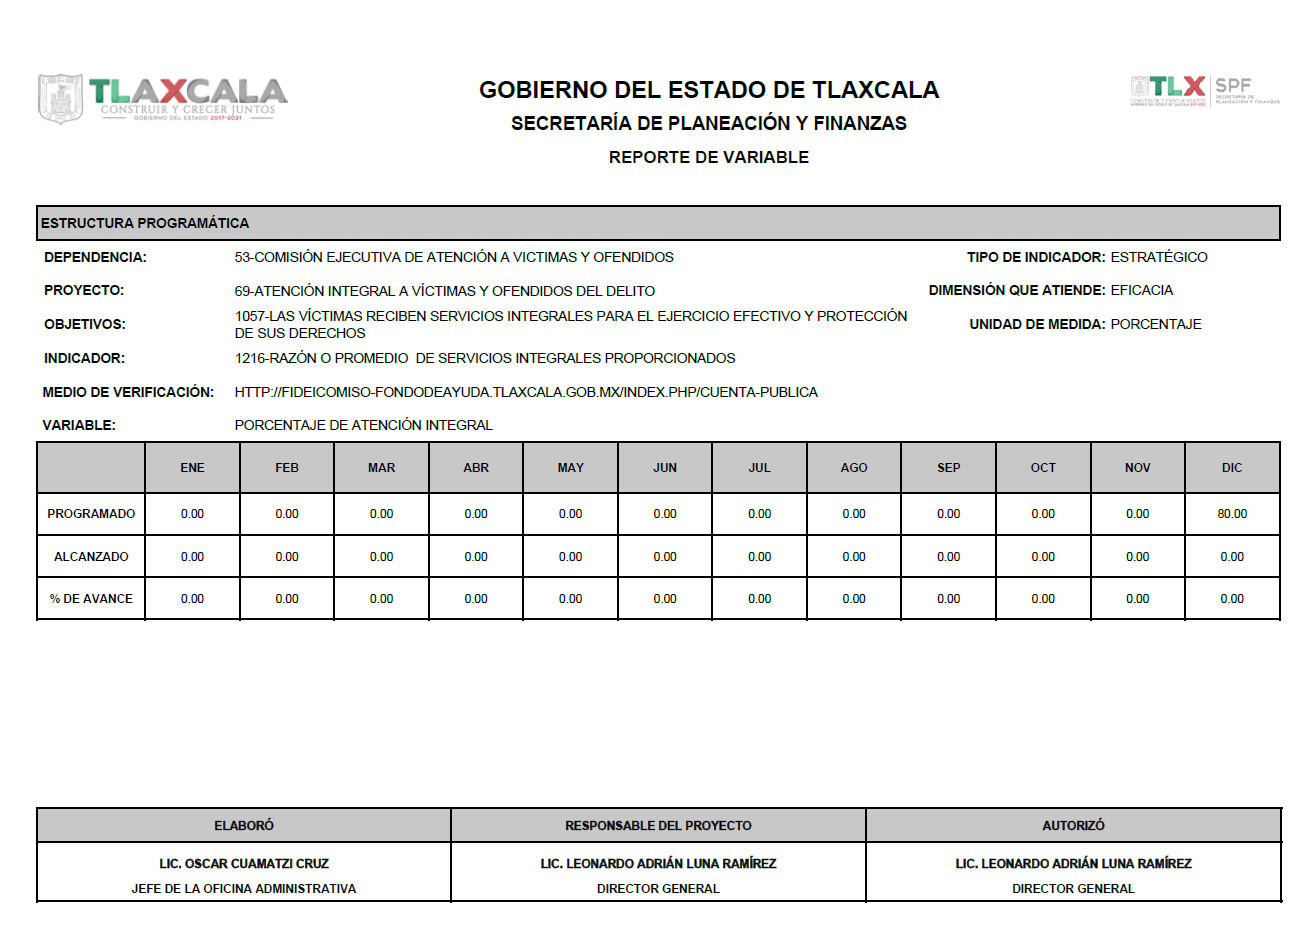 TLAXCALA
CONSTRUIR Y CRECER JUNTOS
GOBIERNO DEL ESTADO 2017-2021
GOBIERNO DEL ESTADO DE TLAXCALA
SECRETARÍA DE PLANEACIÓN Y FINANZAS
REPORTE DE VARIABLE
TLX SPF
CONSTRUIR Y CRECER JUNTOS
SECRETARÍA DE
PLANEACIÓN Y FINANZAS
ESTRUCTURA PROGRAMÁTICA
DEPENDENCIA: 53-COMISIÓN EJECUTIVA DE ATENCIÓN A VICTIMAS Y OFENDIDOS TIPO DE INDICADOR: ESTRATÉGICO
PROYECTO: 69-ATENCIÓN INTEGRAL A VÍCTIMAS Y OFENDIDOS DEL DELITO DIMENSIÓN QUE ATIENDE: EFICACIA
OBJETIVOS: 1057-LAS VÍCTIMAS RECIBEN SERVICIOS INTEGRALES PARA EL EJERCICIO EFECTIVO Y PROTECCIÓN
DE SUS DERECHOS
UNIDAD DE MEDIDA: PORCENTAJE
INDICADOR: 1216-RAZÓN O PROMEDIO DE SERVICIOS INTEGRALES PROPORCIONADOS
MEDIO DE VERIFICACIÓN: HTTP://FIDEICOMISO-FONDODEAYUDA.TLAXCALA.GOB.MX/INDEX.PHP/CUENTA-PUBLICA
VARIABLE: PORCENTAJE DE ATENCIÓN INTEGRAL
ENE FEB MAR ABR MAY JUN JUL AGO SEP OCT NOV DIC
PROGRAMADO 0.00 0.00 0.00 0.00 0.00 0.00 0.00 0.00 0.00 0.00 0.00 80.00
ALCANZADO 0.00 0.00 0.00 0.00 0.00 0.00 0.00 0.00 0.00 0.00 0.00 0.00
% DE AVANCE 0.00 0.00 0.00 0.00 0.00 0.00 0.00 0.00 0.00 0.00 0.00 0.00
ELABORÓ RESPONSABLE DEL PROYECTO AUTORIZÓ
LIC. OSCAR CUAMATZI CRUZ LIC. LEONARDO ADRIÁN LUNA RAMÍREZ LIC. LEONARDO ADRIÁN LUNA RAMÍREZ
JEFE DE LA OFICINA ADMINISTRATIVA DIRECTOR GENERAL DIRECTOR GENERAL